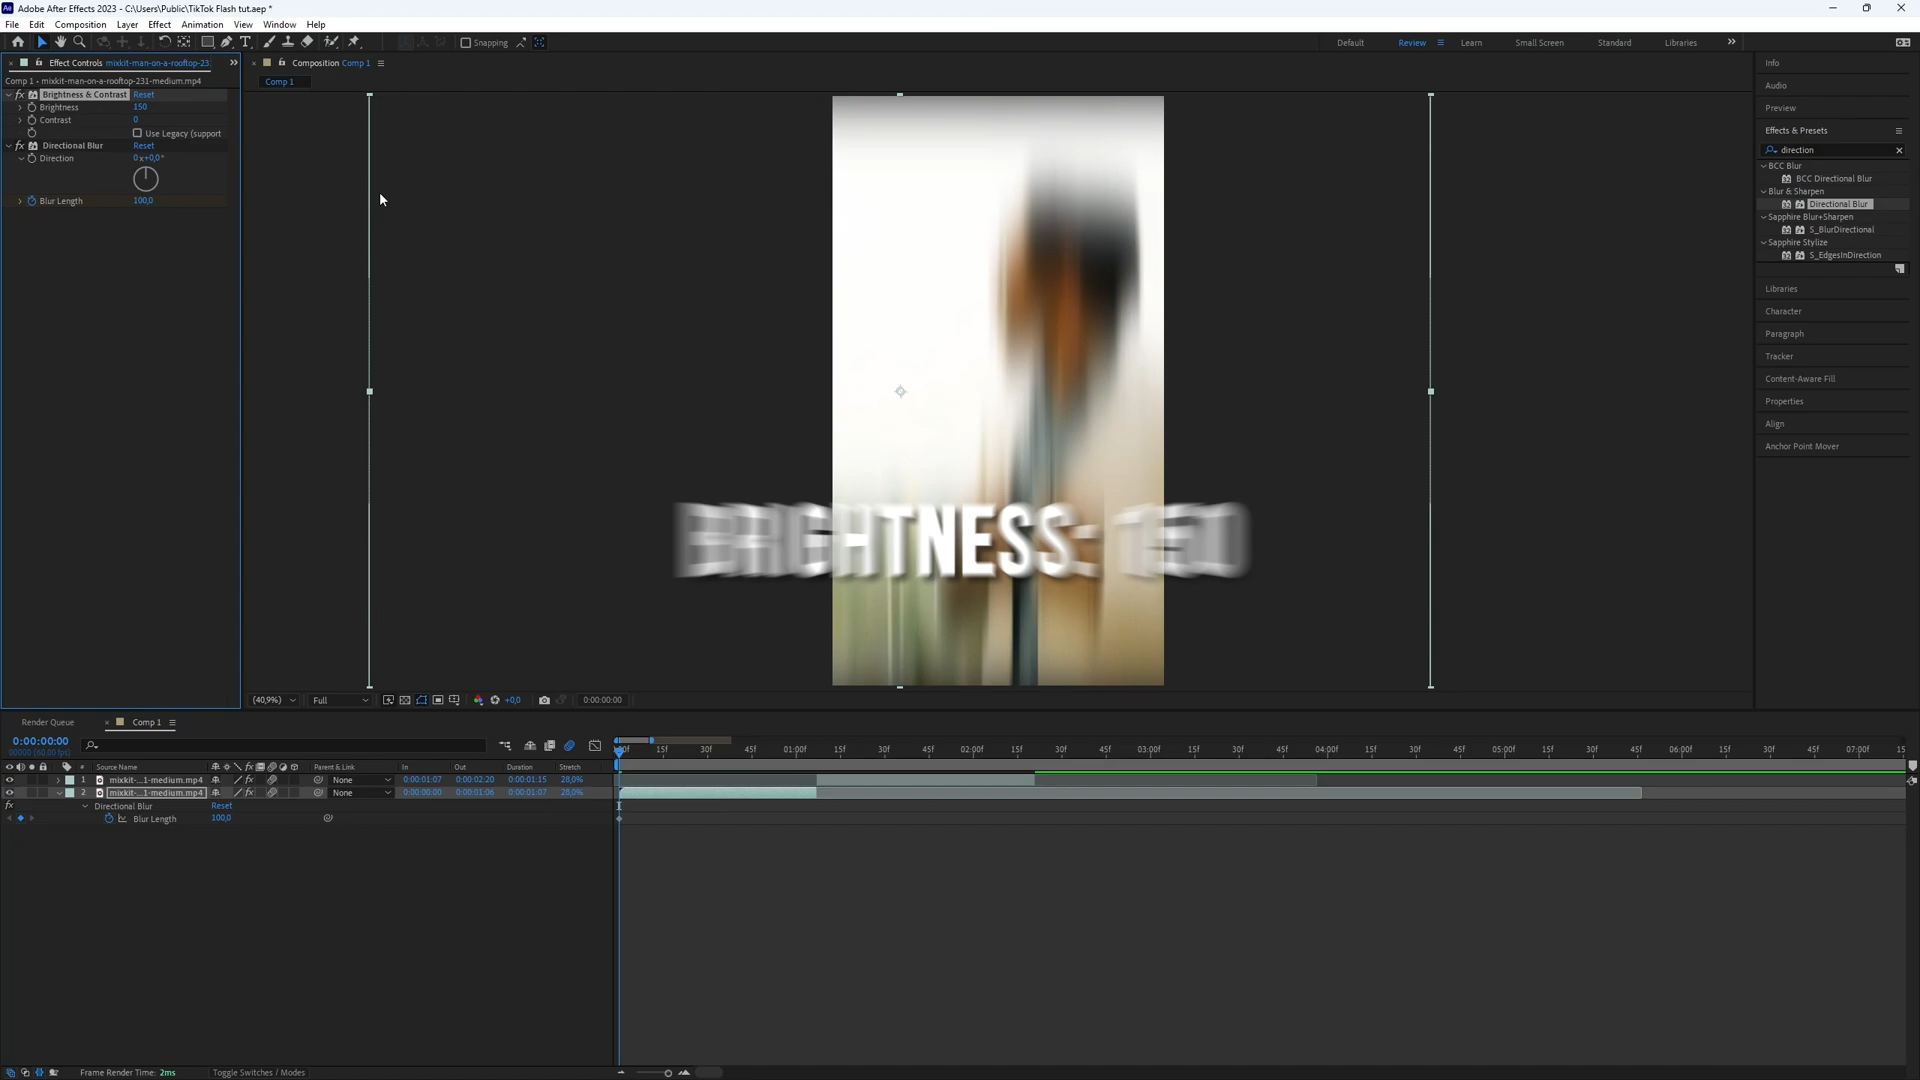 Adobe After Effects 2023 - C:\Users\Public\TikTok Flash tut.aep *
File Edit Composition Layer Effect Animation View Window Help
Snapping
Default Review Learn Small Screen Standard Libraries
Effect Controls mixkit-man-on-a-rooftop-23
Comp 1 • mixkit-man-on-a-rooftop-231-medium.mp4
fx Brightness & Contrast Reset
Brightness 150
Contrast 0
Use Legacy (support
fx Directional Blur Reset
Direction 0x+0,0°
Blur Length 100,0
Composition Comp 1
Comp 1
BRIGHTNESS: 150
(40,9%) Full +0,0 0:00:00:00
Info
Audio
Preview
Effects & Presets
direction
BCC Blur
BCC Directional Blur
Blur & Sharpen
Directional Blur
Sapphire Blur+Sharpen
S_BlurDirectional
Sapphire Stylize
S_EdgesInDirection
Libraries
Character
Paragraph
Tracker
Content-Aware Fill
Properties
Align
Anchor Point Mover
Render Queue Comp 1
0:00:00:00
00000 (60.00 fps)
15f 30f 45f 01:00f 15f 30f 45f 02:00f 15f 30f 45f 03:00f 15f 30f 45f 04:00f 15f 30f 45f 05:00f 15f 30f 45f 06:00f 15f 30f 45f 07:00f 15
# Source Name fx Parent & Link In Out Duration Stretch
1 mixkit-...1-medium.mp4 fx None 0:00:01:07 0:00:02:20 0:00:01:15 28,0%
2 mixkit-...1-medium.mp4 fx None 0:00:00:00 0:00:01:06 0:00:01:07 28,0%
fx Directional Blur Reset
Blur Length 100,0
Frame Render Time: 2ms Toggle Switches / Modes